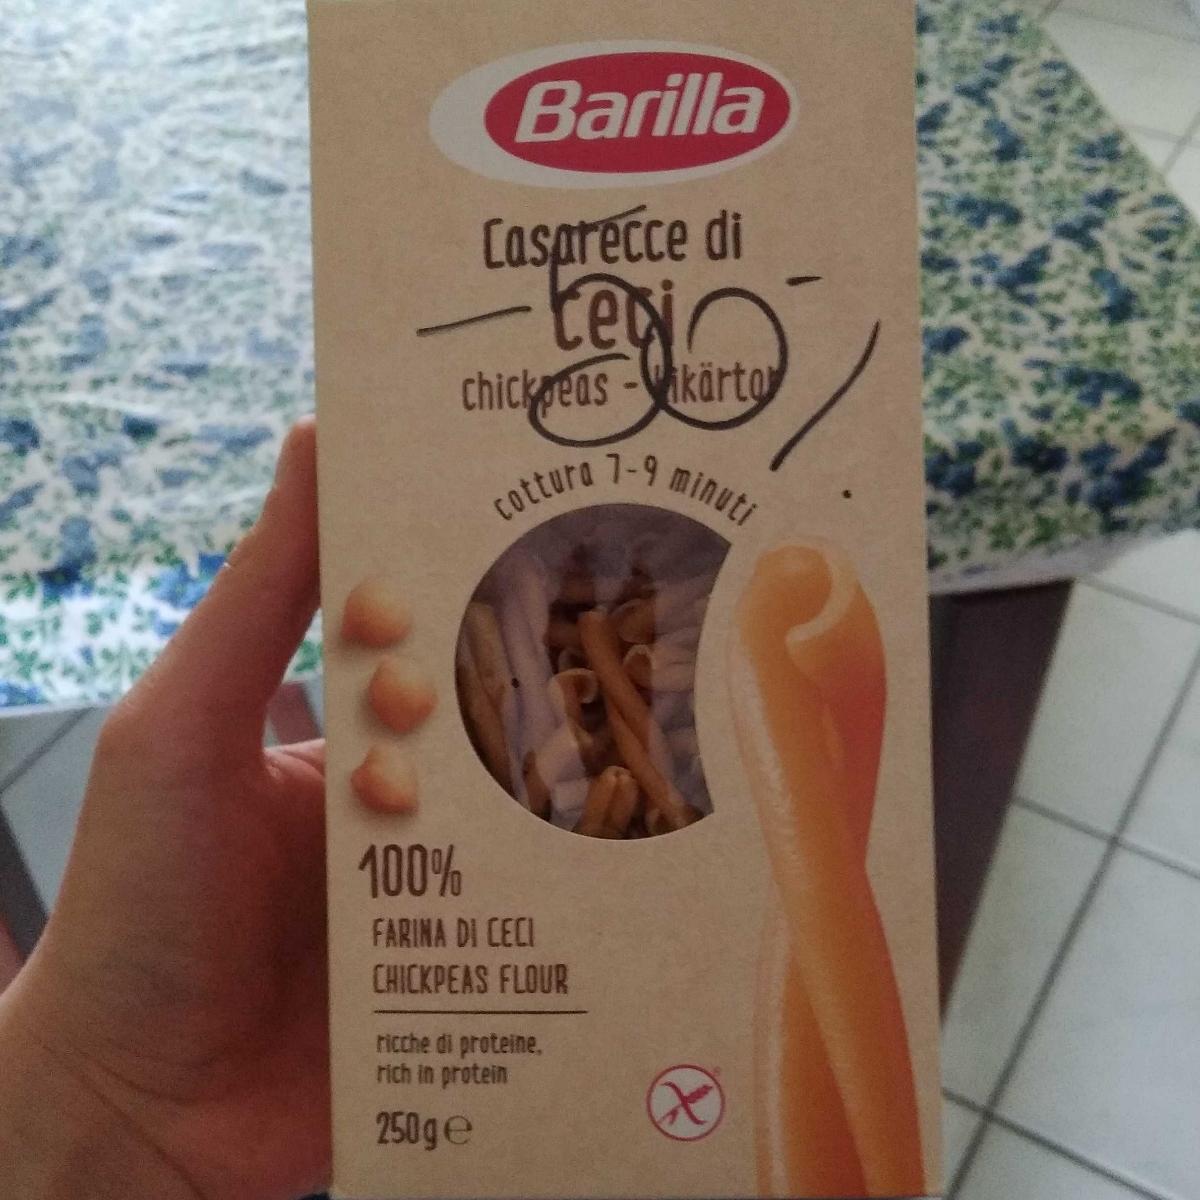 Barilla
Casarecce di
ceci
chickpeas - kikärtor
-50%
cottura 7-9 minuti
100%
FARINA DI CECI
CHICKPEAS FLOUR
ricche di proteine,
rich in protein
250g e